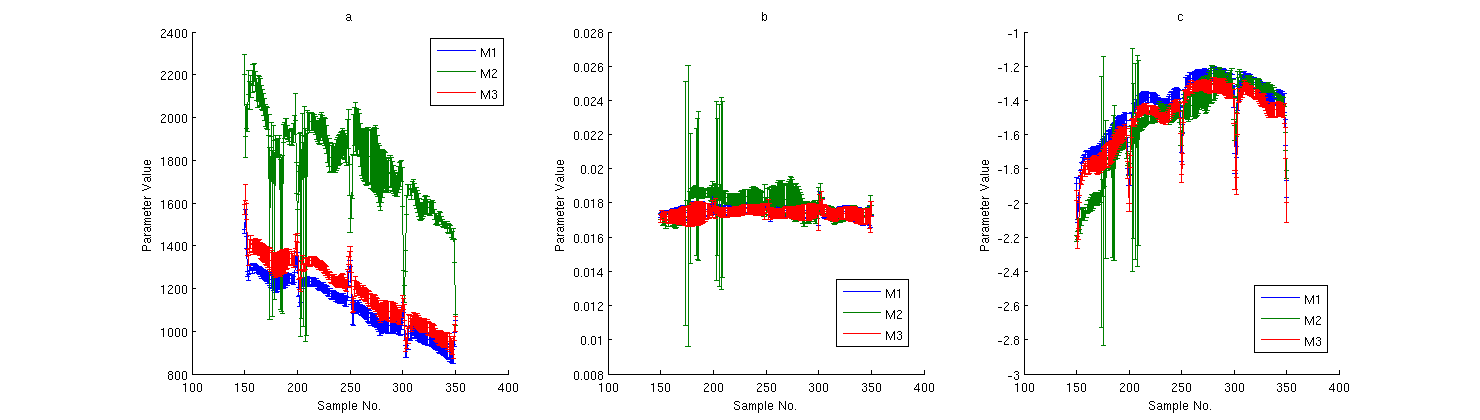 a
2400
2200
2000
1800
1600
1400
1200
1000
800
100
150
200
250
300
350
400
Parameter Value
Sample No.
M1
M2
M3
b
0.028
0.026
0.024
0.022
0.02
0.018
0.016
0.014
0.012
0.01
0.008
100
150
200
250
300
350
400
Parameter Value
Sample No.
M1
M2
M3
c
-1
-1.2
-1.4
-1.6
-1.8
-2
-2.2
-2.4
-2.6
-2.8
-3
100
150
200
250
300
350
400
Parameter Value
Sample No.
M1
M2
M3